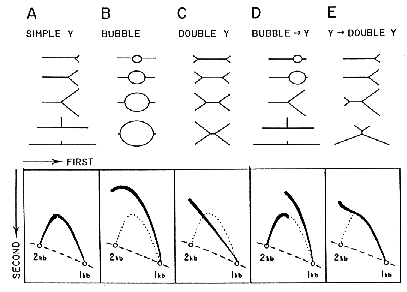 A B C D E
SIMPLE Y BUBBLE DOUBLE Y BUBBLE → Y Y → DOUBLE Y
→ FIRST
SECOND
2kb 1kb 2kb 1kb 2kb 1kb 2kb 1kb 2kb 1kb